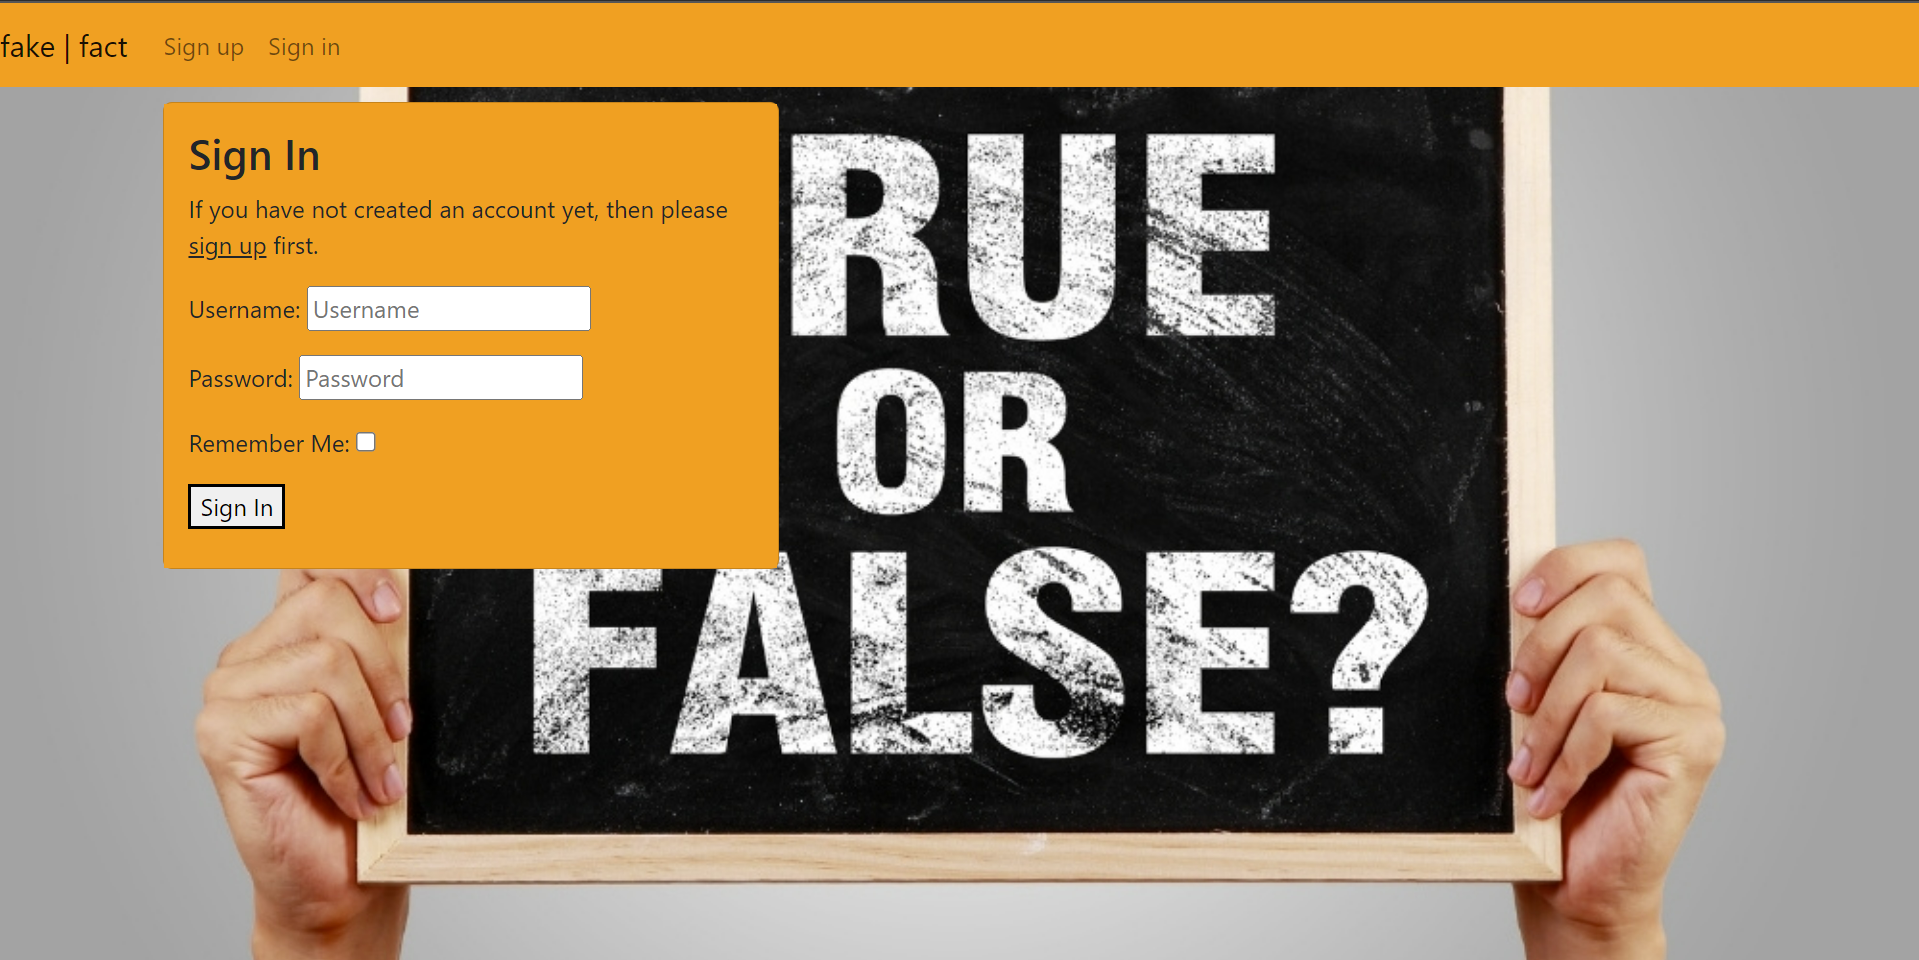 fake | fact Sign up Sign in
Sign In
If you have not created an account yet, then please
sign up first.
Username: Username
Password: Password
Remember Me:
Sign In
RUE
OR
FALSE?